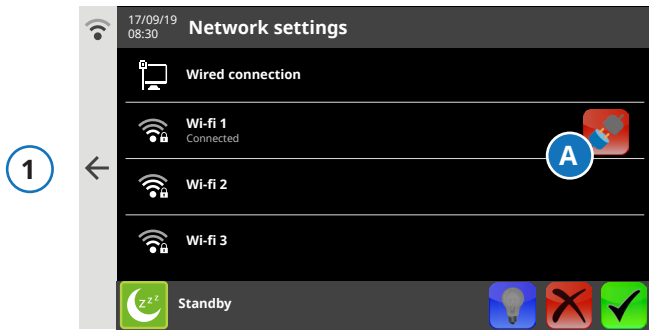 17/09/19
08:30
Network settings
Wired connection
Wi-fi 1
Connected
A
1
Wi-fi 2
Wi-fi 3
zzz
Standby